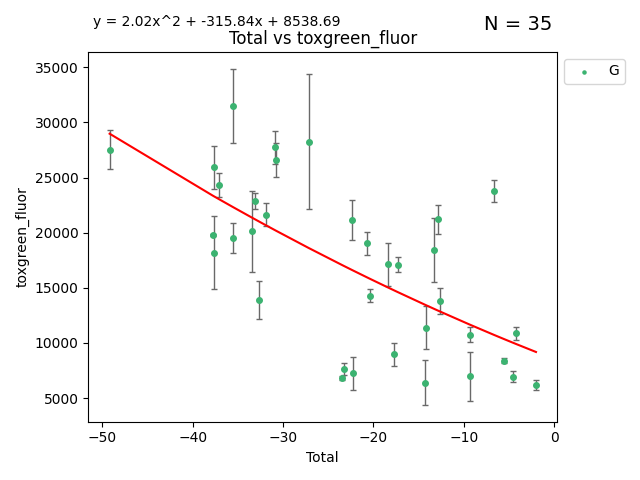 y = 2.02x^2 + -315.84x + 8538.69
N = 35
Total vs toxgreen_fluor
G
35000
30000
25000
20000
15000
10000
5000
toxgreen_fluor
−50
−40
−30
−20
−10
0
Total